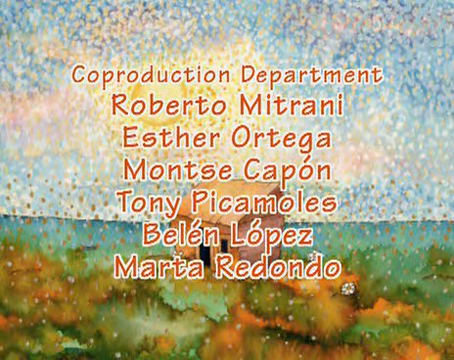 Coproduction Department
Roberto Mitrani
Esther Ortega
Montse Capón
Tony Picamoles
Belén López
Marta Redondo